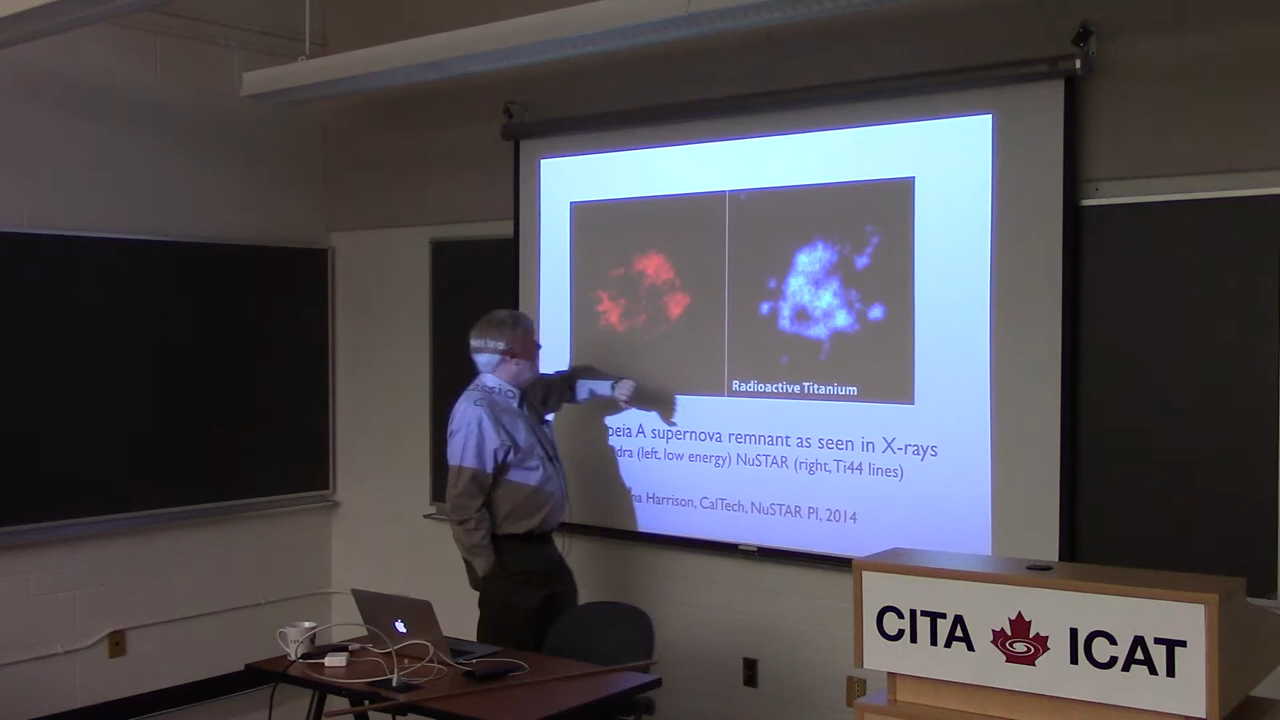 Radioactive Titanium
peia A supernova remnant as seen in X-rays
dra (left, low energy) NuSTAR (right, Ti44 lines)
na Harrison, CalTech, NuSTAR PI, 2014
CITA ICAT